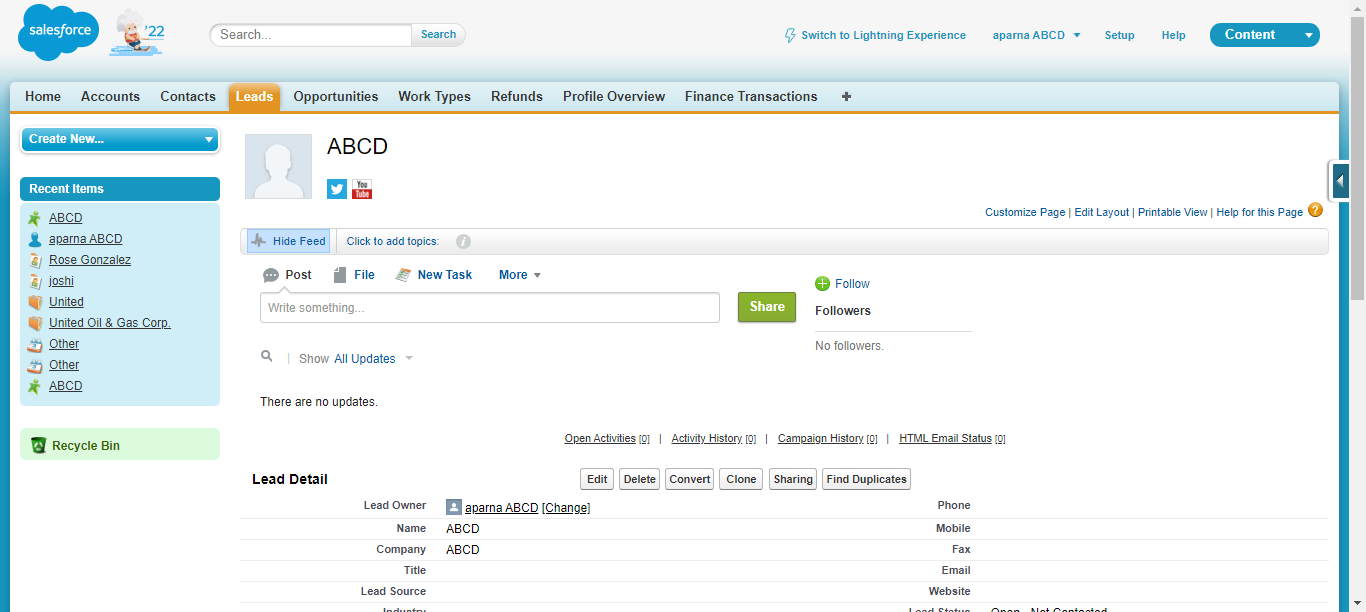 salesforce
'22
Search...
Search
Switch to Lightning Experience
aparna ABCD
Setup
Help
Content
Home Accounts Contacts Leads Opportunities Work Types Refunds Profile Overview Finance Transactions +
Create New...
Recent Items
ABCD
aparna ABCD
Rose Gonzalez
joshi
United
United Oil & Gas Corp.
Other
Other
ABCD
Recycle Bin
ABCD
You Tube
Customize Page | Edit Layout | Printable View | Help for this Page ?
Hide Feed Click to add topics: i
Post File New Task More
Write something...
Share
Follow
Followers
No followers.
| Show All Updates
There are no updates.
Open Activities [0] | Activity History [0] | Campaign History [0] | HTML Email Status [0]
Lead Detail Edit Delete Convert Clone Sharing Find Duplicates
Lead Owner aparna ABCD [Change] Phone
Name ABCD Mobile
Company ABCD Fax
Title Email
Lead Source Website
Industry Lead Status Open - Not Contacted